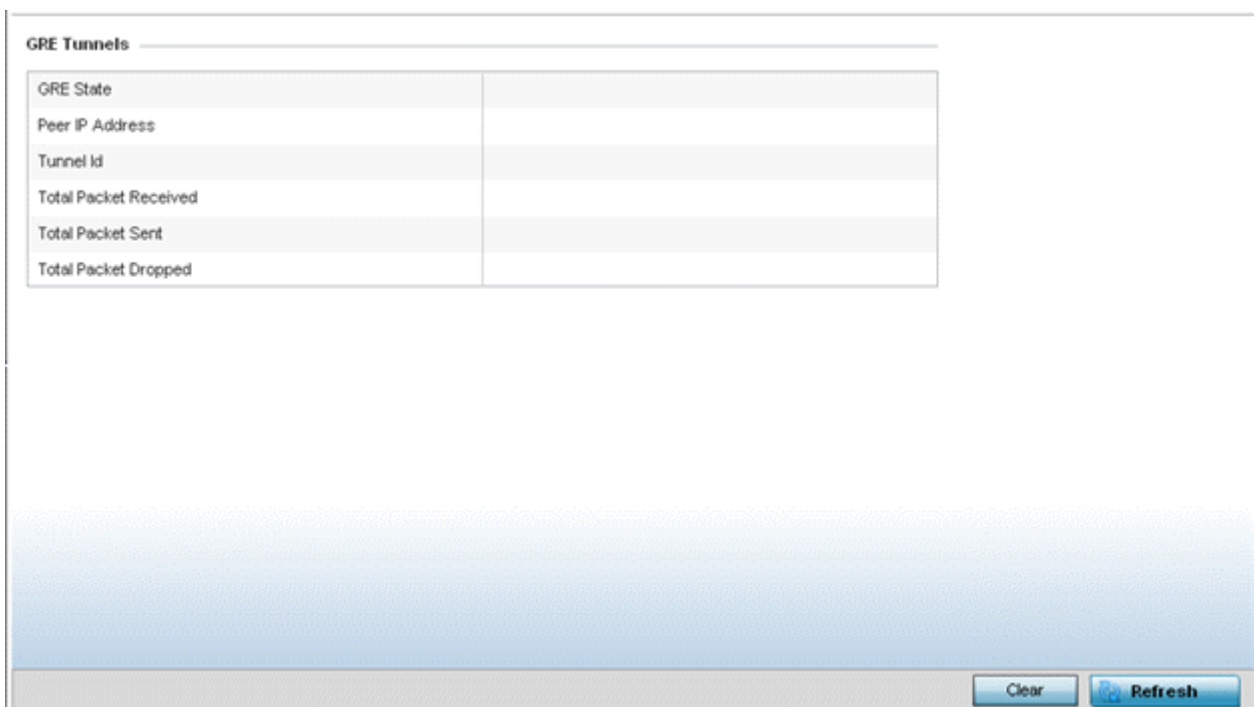 GRE Tunnels
GRE State
Peer IP Address
Tunnel Id
Total Packet Received
Total Packet Sent
Total Packet Dropped
Clear
Refresh